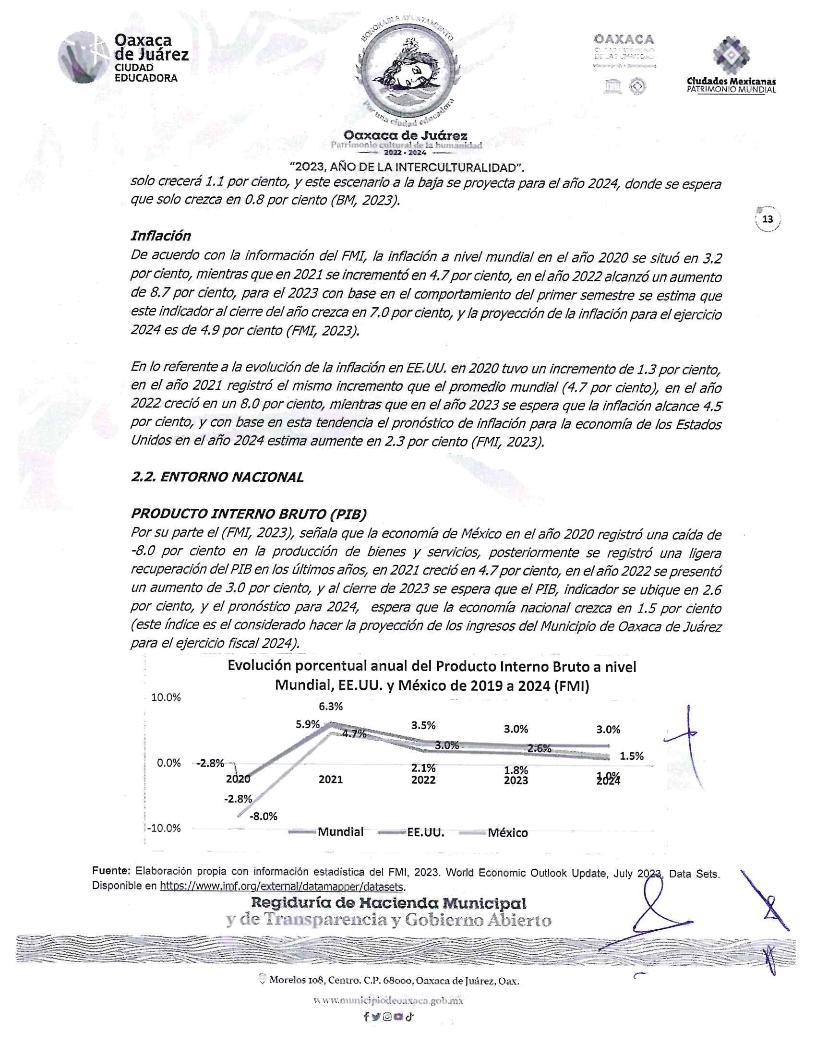 Oaxaca
de Juárez
CIUDAD
EDUCADORA
HONORABLE AYUNTAMIENTO
Por una ciudad educadora
Oaxaca de Juárez
Patrimonio cultural de la humanidad
2022 - 2024
OAXACA
Ciudades Mexicanas
PATRIMONIO MUNDIAL
"2023, AÑO DE LA INTERCULTURALIDAD".
13
solo crecerá 1.1 por ciento, y este escenario a la baja se proyecta para el año 2024, donde se espera
que solo crezca en 0.8 por ciento (BM, 2023).
Inflación
De acuerdo con la información del FMI, la inflación a nivel mundial en el año 2020 se situó en 3.2
por ciento, mientras que en 2021 se incrementó en 4.7 por ciento, en el año 2022 alcanzó un aumento
de 8.7 por ciento, para el 2023 con base en el comportamiento del primer semestre se estima que
este indicador al cierre del año crezca en 7.0 por ciento, y la proyección de la inflación para el ejercicio
2024 es de 4.9 por ciento (FMI, 2023).
En lo referente a la evolución de la inflación en EE.UU. en 2020 tuvo un incremento de 1.3 por ciento,
en el año 2021 registró el mismo incremento que el promedio mundial (4.7 por ciento), en el año
2022 creció en un 8.0 por ciento, mientras que en el año 2023 se espera que la inflación alcance 4.5
por ciento, y con base en esta tendencia el pronóstico de inflación para la economía de los Estados
Unidos en el año 2024 estima aumente en 2.3 por ciento (FMI, 2023).
2.2. ENTORNO NACIONAL
PRODUCTO INTERNO BRUTO (PIB)
Por su parte el (FMI, 2023), señala que la economía de México en el año 2020 registró una caída de
-8.0 por ciento en la producción de bienes y servicios, posteriormente se registró una ligera
recuperación del PIB en los últimos años, en 2021 creció en 4.7 por ciento, en el año 2022 se presentó
un aumento de 3.0 por ciento, y al cierre de 2023 se espera que el PIB, indicador se ubique en 2.6
por ciento, y el pronóstico para 2024, espera que la economía nacional crezca en 1.5 por ciento
(este índice es el considerado hacer la proyección de los ingresos del Municipio de Oaxaca de Juárez
para el ejercicio fiscal 2024).
Evolución porcentual anual del Producto Interno Bruto a nivel
Mundial, EE.UU. y México de 2019 a 2024 (FMI)
10.0%
6.3%
5.9%
4.7%
3.5%
3.0%
3.0%
3.0%
2.6%
1.5%
0.0%
-2.8%
2.1%
1.8%
1.0%
2020
2021
2022
2023
2024
-2.8%
-8.0%
-10.0%
Mundial
EE.UU.
México
Fuente: Elaboración propia con información estadística del FMI, 2023. World Economic Outlook Update, July 2023, Data Sets.
Disponible en https://www.imf.org/external/datamapper/datasets.
Regiduría de Hacienda Municipal
y de Transparencia y Gobierno Abierto
Morelos 108, Centro. C.P. 68000, Oaxaca de Juárez, Oax.
www.municipiodeoaxaca.gob.mx